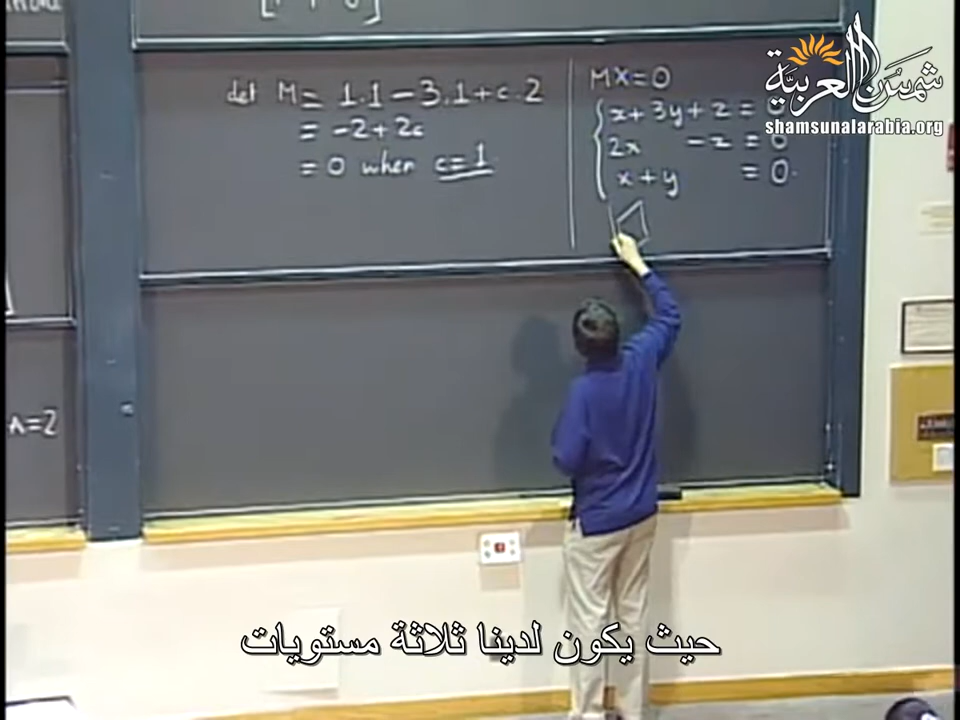 شمس العربية
shamsunalarabia.org
det M = 1.1 - 3.1 + c.2
= -2 + 2c
= 0 when c = 1
MX = 0
x + 3y + z = 0
2x - z = 0
x + y = 0.
A=2
حيث يكون لدينا ثلاثة مستويات